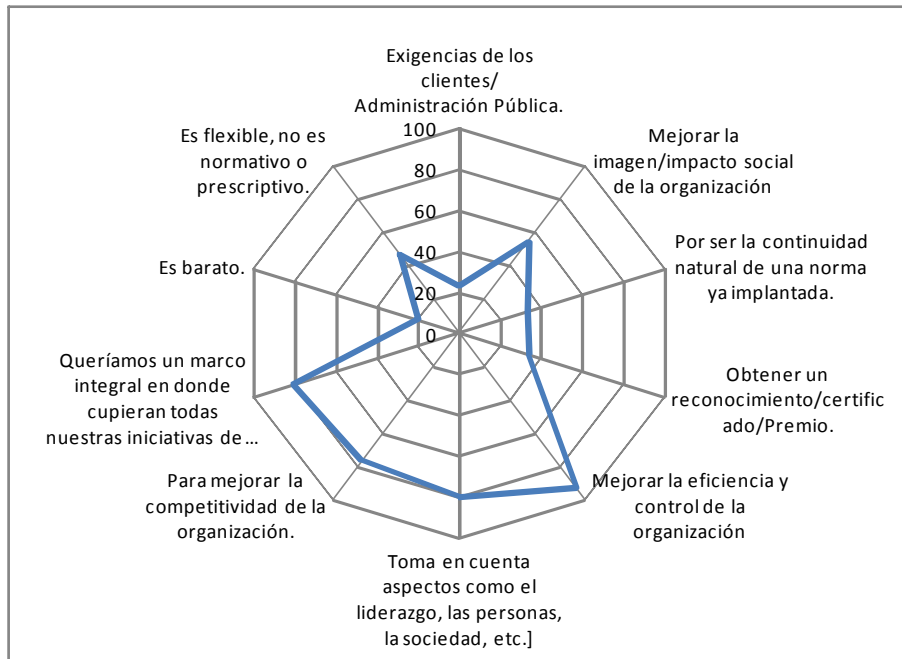 Exigencias de los
clientes/
Administración Pública.
Mejorar la
imagen/impacto social
de la organización
Por ser la continuidad
natural de una norma
ya implantada.
Obtener un
reconocimiento/certific
ado/Premio.
Mejorar la eficiencia y
control de la
organización
Toma en cuenta
aspectos como el
liderazgo, las personas,
la sociedad, etc.]
Para mejorar la
competitividad de la
organización.
Queríamos un marco
integral en donde
cupieran todas
nuestras iniciativas de ...
Es barato.
Es flexible, no es
normativo o
prescriptivo.
100
80
60
40
20
0